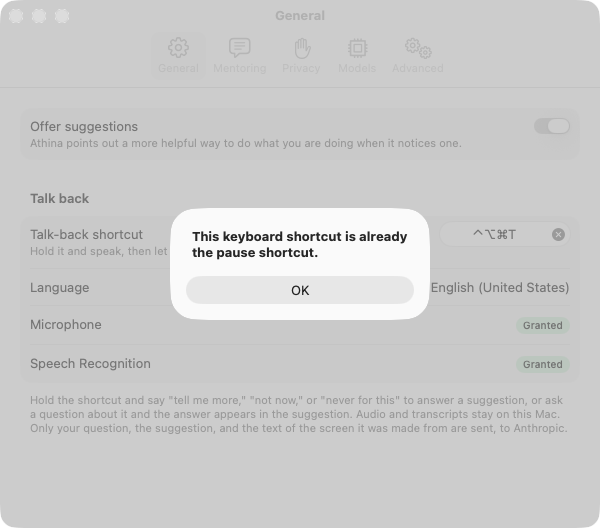 General
General Mentoring Privacy Models Advanced
Offer suggestions
Athina points out a more helpful way to do what you are doing when it notices one.
Talk back
Talk-back shortcut
^⌥⌘T
Hold it and speak, then let
This keyboard shortcut is already
the pause shortcut.
OK
Language English (United States)
Microphone Granted
Speech Recognition Granted
Hold the shortcut and say "tell me more," "not now," or "never for this" to answer a suggestion, or ask
a question about it and the answer appears in the suggestion. Audio and transcripts stay on this Mac.
Only your question, the suggestion, and the text of the screen it was made from are sent, to Anthropic.